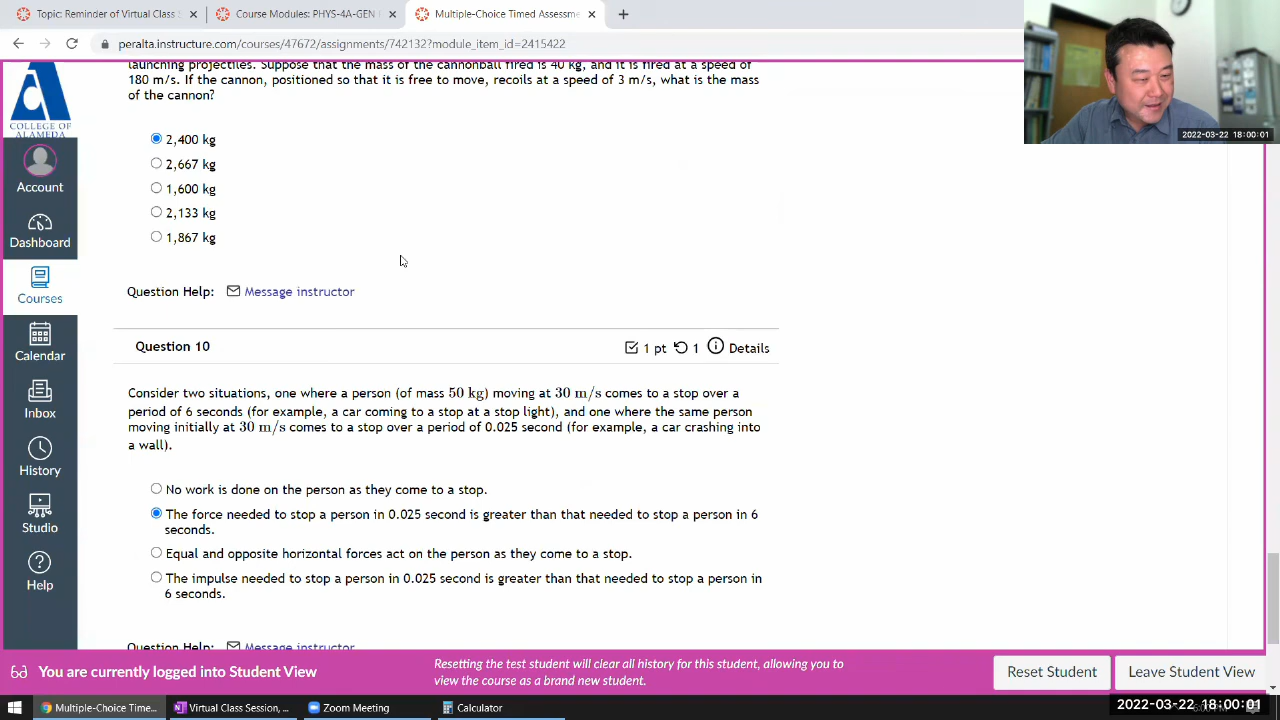 Topic: Reminder of Virtual Class S
Course Modules: PHYS-4A-GEN L
Multiple-Choice Timed Assessme
peralta.instructure.com/courses/47672/assignments/742132?module_item_id=2415422
2022-03-22 18:00:01
COLLEGE OF
ALAMEDA
Account
Dashboard
Courses
Calendar
Inbox
History
Studio
Help
launching projectiles. Suppose that the mass of the cannonball fired is 40 kg, and it is fired at a speed of
180 m/s. If the cannon, positioned so that it is free to move, recoils at a speed of 3 m/s, what is the mass
of the cannon?
2,400 kg
2,667 kg
1,600 kg
2,133 kg
1,867 kg
Question Help: Message instructor
Question 10 1 pt 1 Details
Consider two situations, one where a person (of mass 50 kg) moving at 30 m/s comes to a stop over a
period of 6 seconds (for example, a car coming to a stop at a stop light), and one where the same person
moving initially at 30 m/s comes to a stop over a period of 0.025 second (for example, a car crashing into
a wall).
No work is done on the person as they come to a stop.
The force needed to stop a person in 0.025 second is greater than that needed to stop a person in 6
seconds.
Equal and opposite horizontal forces act on the person as they come to a stop.
The impulse needed to stop a person in 0.025 second is greater than that needed to stop a person in
6 seconds.
Question Help: Message instructor
You are currently logged into Student View
Resetting the test student will clear all history for this student, allowing you to
view the course as a brand new student.
Reset Student
Leave Student View
Multiple-Choice Time...
Virtual Class Session, ...
Zoom Meeting
Calculator
2022-03-22 18:00:01